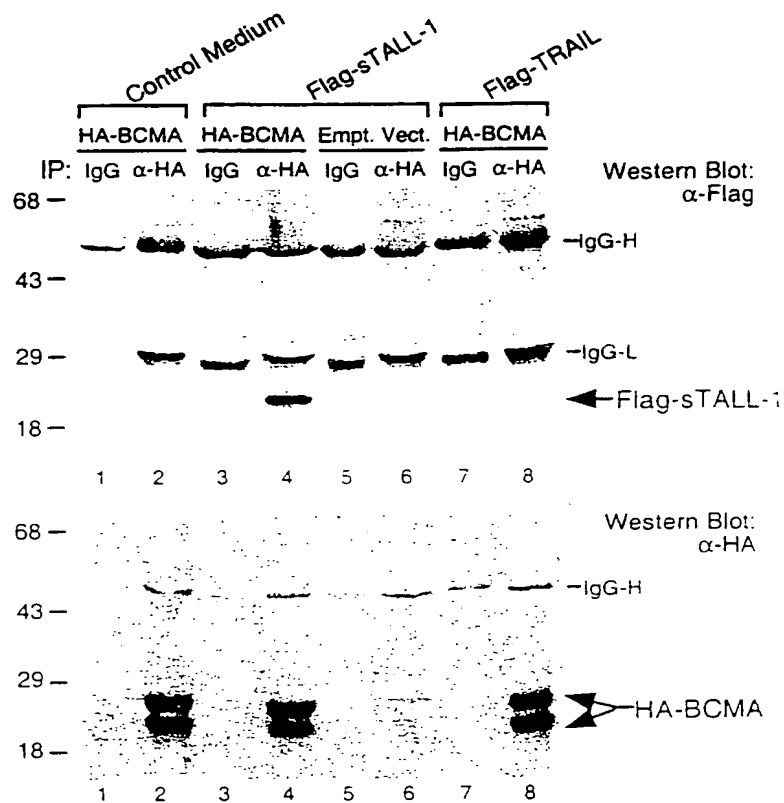 Control Medium
Flag-sTALL-1
Flag-TRAIL
HA-BCMA HA-BCMA Empt. Vect. HA-BCMA
IP: IgG α-HA IgG α-HA IgG α-HA IgG α-HA
Western Blot:
α-Flag
68
IgG-H
43
29
IgG-L
Flag-sTALL-1
18
1 2 3 4 5 6 7 8
68
Western Blot:
α-HA
IgG-H
43
29
HA-BCMA
18
1 2 3 4 5 6 7 8